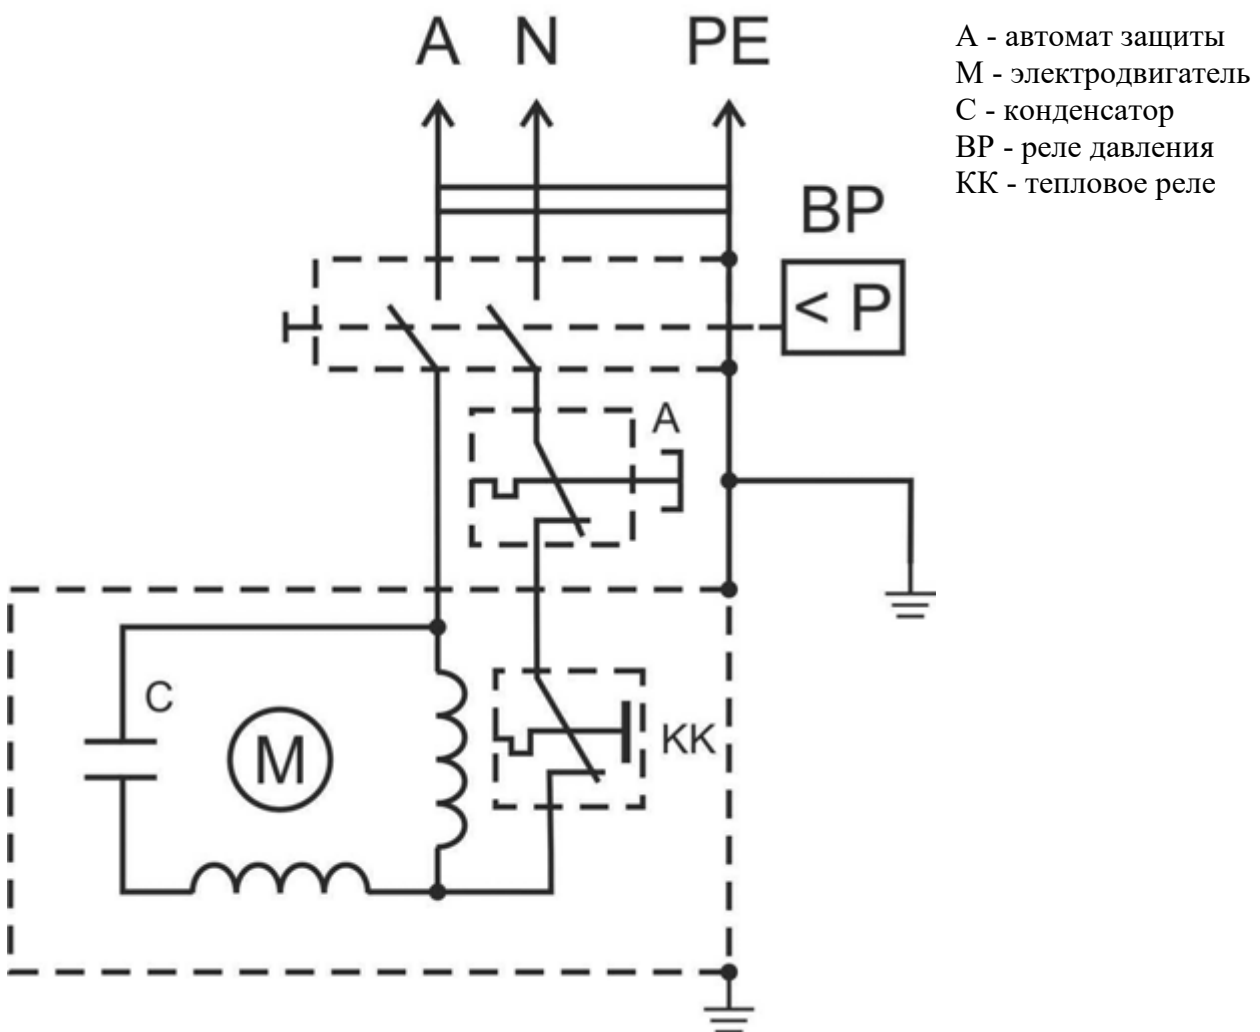 A N PE
А - автомат защиты
М - электродвигатель
С - конденсатор
ВР - реле давления
КК - тепловое реле
BP
< P
A
C
M
KK